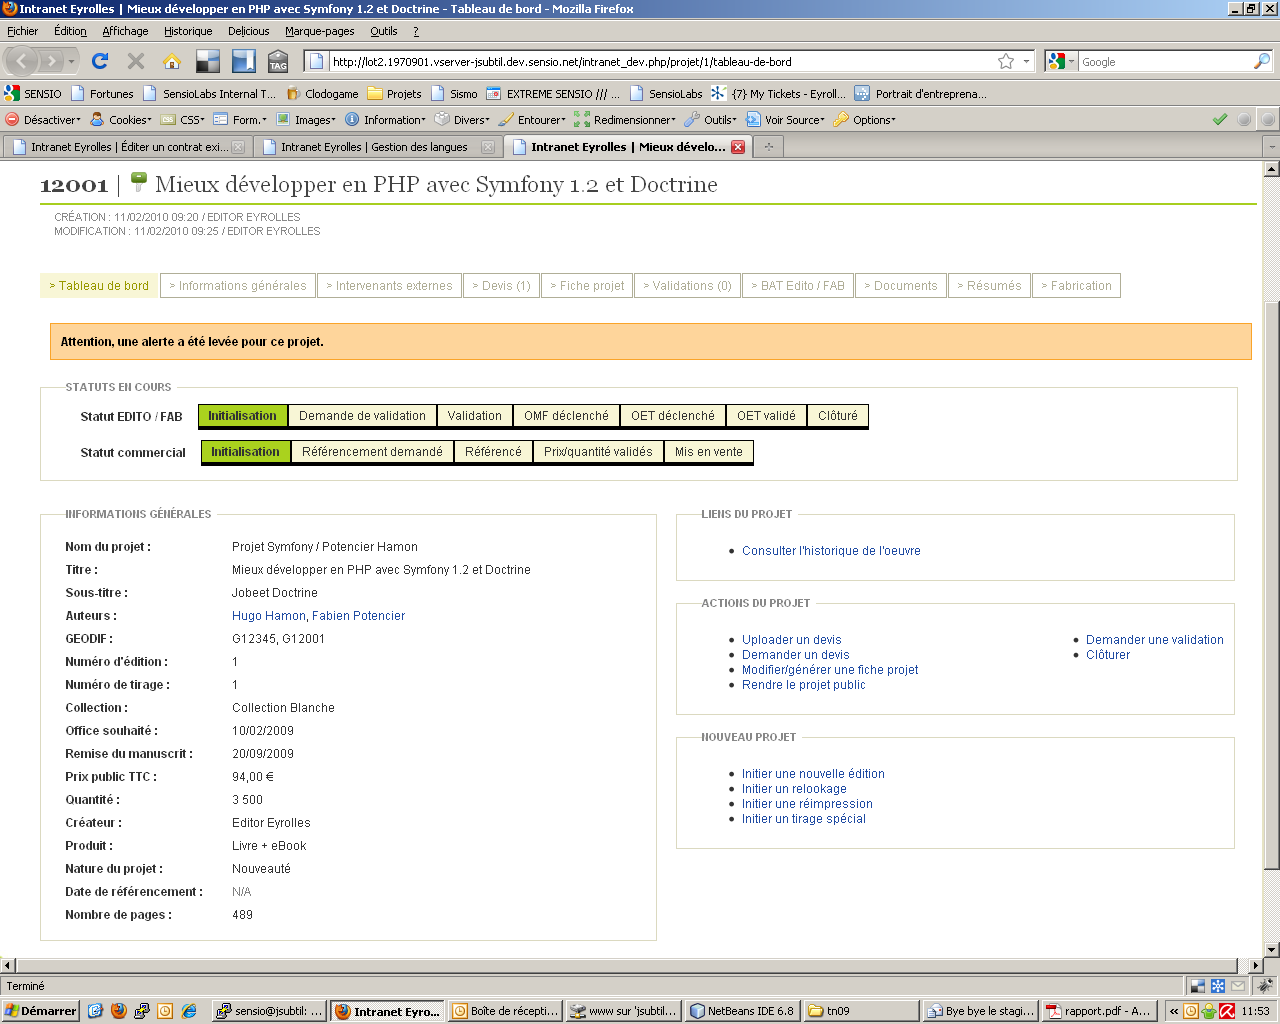 Intranet Eyrolles | Mieux développer en PHP avec Symfony 1.2 et Doctrine - Tableau de bord - Mozilla Firefox
Fichier Édition Affichage Historique Delicious Marque-pages Outils ?
TAG http://lot2.1970901.vserver-jsubtil.dev.sensio.net/intranet_dev.php/projet/1/tableau-de-bord Google
SENSIO Fortunes SensioLabs Internal T... Clodogame Projets Sismo EXTREME SENSIO /// ... SensioLabs {7} My Tickets - Eyroll... Portrait d'entreprena...
Désactiver Cookies CSS Form. Images Information Divers Entourer Redimensionner Outils Voir Source Options
Intranet Eyrolles | Éditer un contrat exi... Intranet Eyrolles | Gestion des langues Intranet Eyrolles | Mieux dévelo...
12001 | Mieux développer en PHP avec Symfony 1.2 et Doctrine
CRÉATION : 11/02/2010 09:20 / EDITOR EYROLLES
MODIFICATION : 11/02/2010 09:25 / EDITOR EYROLLES
> Tableau de bord > Informations générales > Intervenants externes > Devis (1) > Fiche projet > Validations (0) > BAT Edito / FAB > Documents > Résumés > Fabrication
Attention, une alerte a été levée pour ce projet.
STATUTS EN COURS
Statut EDITO / FAB Initialisation Demande de validation Validation OMF déclenché OET déclenché OET validé Clôturé
Statut commercial Initialisation Référencement demandé Référencé Prix/quantité validés Mis en vente
INFORMATIONS GÉNÉRALES
Nom du projet : Projet Symfony / Potencier Hamon
Titre : Mieux développer en PHP avec Symfony 1.2 et Doctrine
Sous-titre : Jobeet Doctrine
Auteurs : Hugo Hamon, Fabien Potencier
GEODIF : G12345, G12001
Numéro d'édition : 1
Numéro de tirage : 1
Collection : Collection Blanche
Office souhaité : 10/02/2009
Remise du manuscrit : 20/09/2009
Prix public TTC : 94,00 €
Quantité : 3 500
Créateur : Editor Eyrolles
Produit : Livre + eBook
Nature du projet : Nouveauté
Date de référencement : N/A
Nombre de pages : 489
LIENS DU PROJET
Consulter l'historique de l'oeuvre
ACTIONS DU PROJET
Uploader un devis
Demander un devis
Modifier/générer une fiche projet
Rendre le projet public
Demander une validation
Clôturer
NOUVEAU PROJET
Initier une nouvelle édition
Initier un relookage
Initier une réimpression
Initier un tirage spécial
Terminé
Démarrer sensio@jsubtil: ... Intranet Eyro... Boîte de récepti... www sur 'jsubtil... NetBeans IDE 6.8 tn09 Bye bye le stagi... rapport.pdf - A... « 11:53